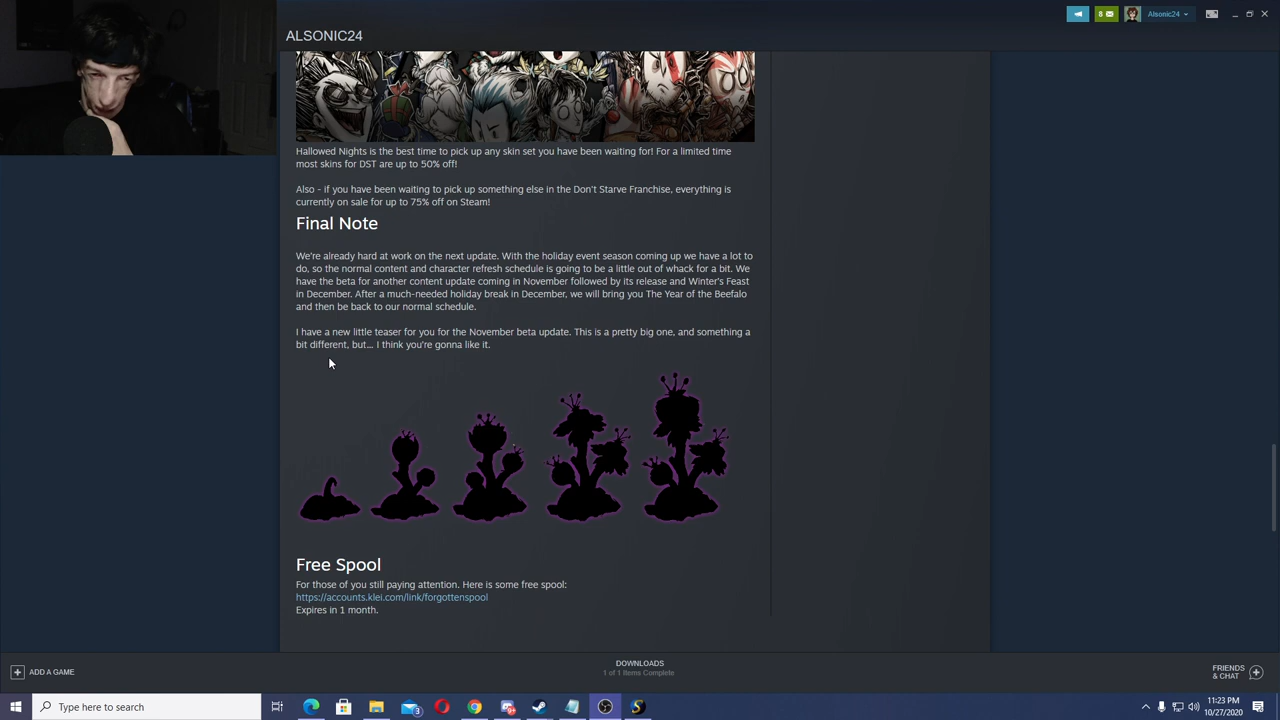 8
Alsonic24
ALSONIC24
Hallowed Nights is the best time to pick up any skin set you have been waiting for! For a limited time
most skins for DST are up to 50% off!
Also - if you have been waiting to pick up something else in the Don't Starve Franchise, everything is
currently on sale for up to 75% off on Steam!
Final Note
We're already hard at work on the next update. With the holiday event season coming up we have a lot to
do, so the normal content and character refresh schedule is going to be a little out of whack for a bit. We
have the beta for another content update coming in November followed by its release and Winter's Feast
in December. After a much-needed holiday break in December, we will bring you The Year of the Beefalo
and then be back to our normal schedule.
I have a new little teaser for you for the November beta update. This is a pretty big one, and something a
bit different, but... I think you're gonna like it.
Free Spool
For those of you still paying attention. Here is some free spool:
https://accounts.klei.com/link/forgottenspool
Expires in 1 month.
ADD A GAME
DOWNLOADS
1 of 1 Items Complete
FRIENDS
& CHAT
Type here to search
3
11:23 PM
10/27/2020